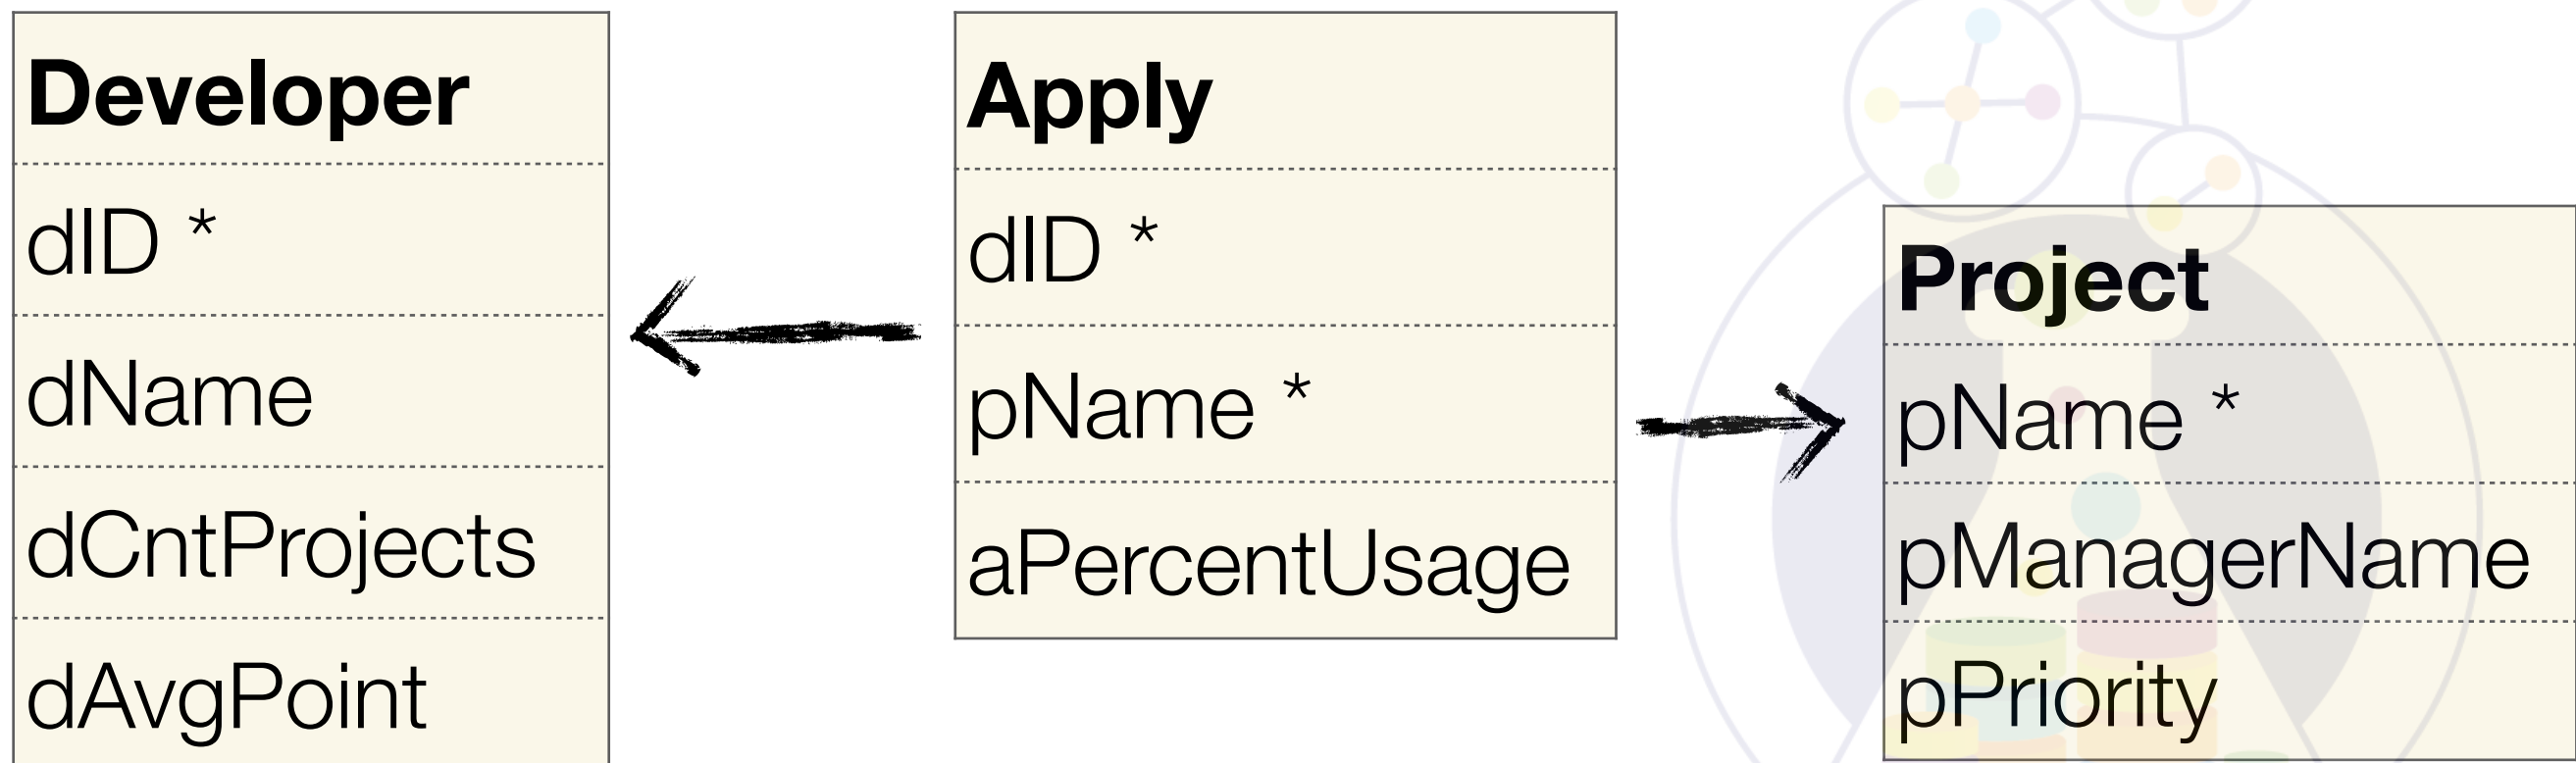 Developer
dID *
dName
dCntProjects
dAvgPoint
Apply
dID *
pName *
aPercentUsage
Project
pName *
pManagerName
pPriority